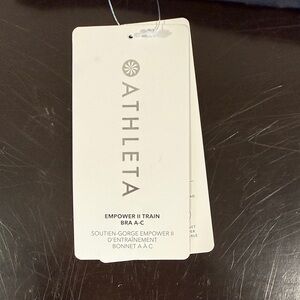 ATHLETA
EMPOWER II TRAIN
BRA A-C
SOUTIEN-GORGE EMPOWER II
D'ENTRAÎNEMENT
BONNET A À C